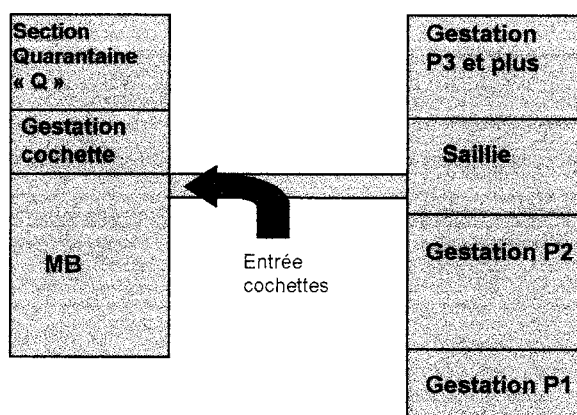 Section
Quarantaine
« Q »
Gestation
cochette
MB
Entrée
cochettes
Gestation
P3 et plus
Saillie
Gestation P2
Gestation P1